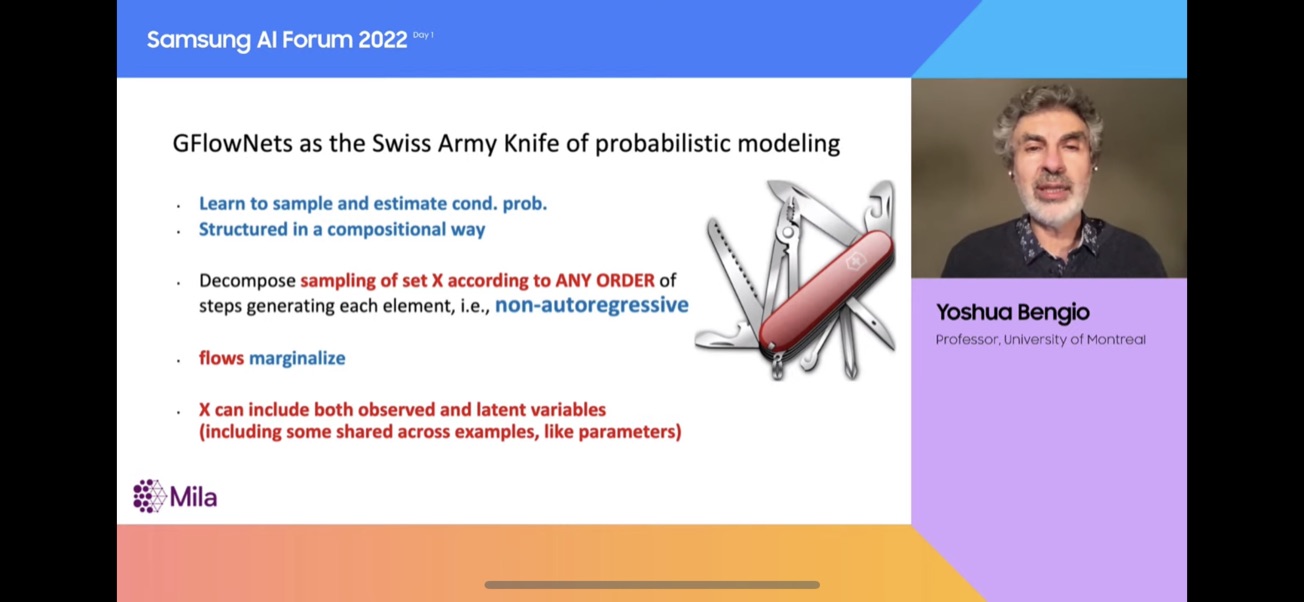 Samsung AI Forum 2022 Day 1
GFlowNets as the Swiss Army Knife of probabilistic modeling
· Learn to sample and estimate cond. prob.
· Structured in a compositional way
· Decompose sampling of set X according to ANY ORDER of
steps generating each element, i.e., non-autoregressive
· flows marginalize
· X can include both observed and latent variables
(including some shared across examples, like parameters)
Mila
Yoshua Bengio
Professor, University of Montreal